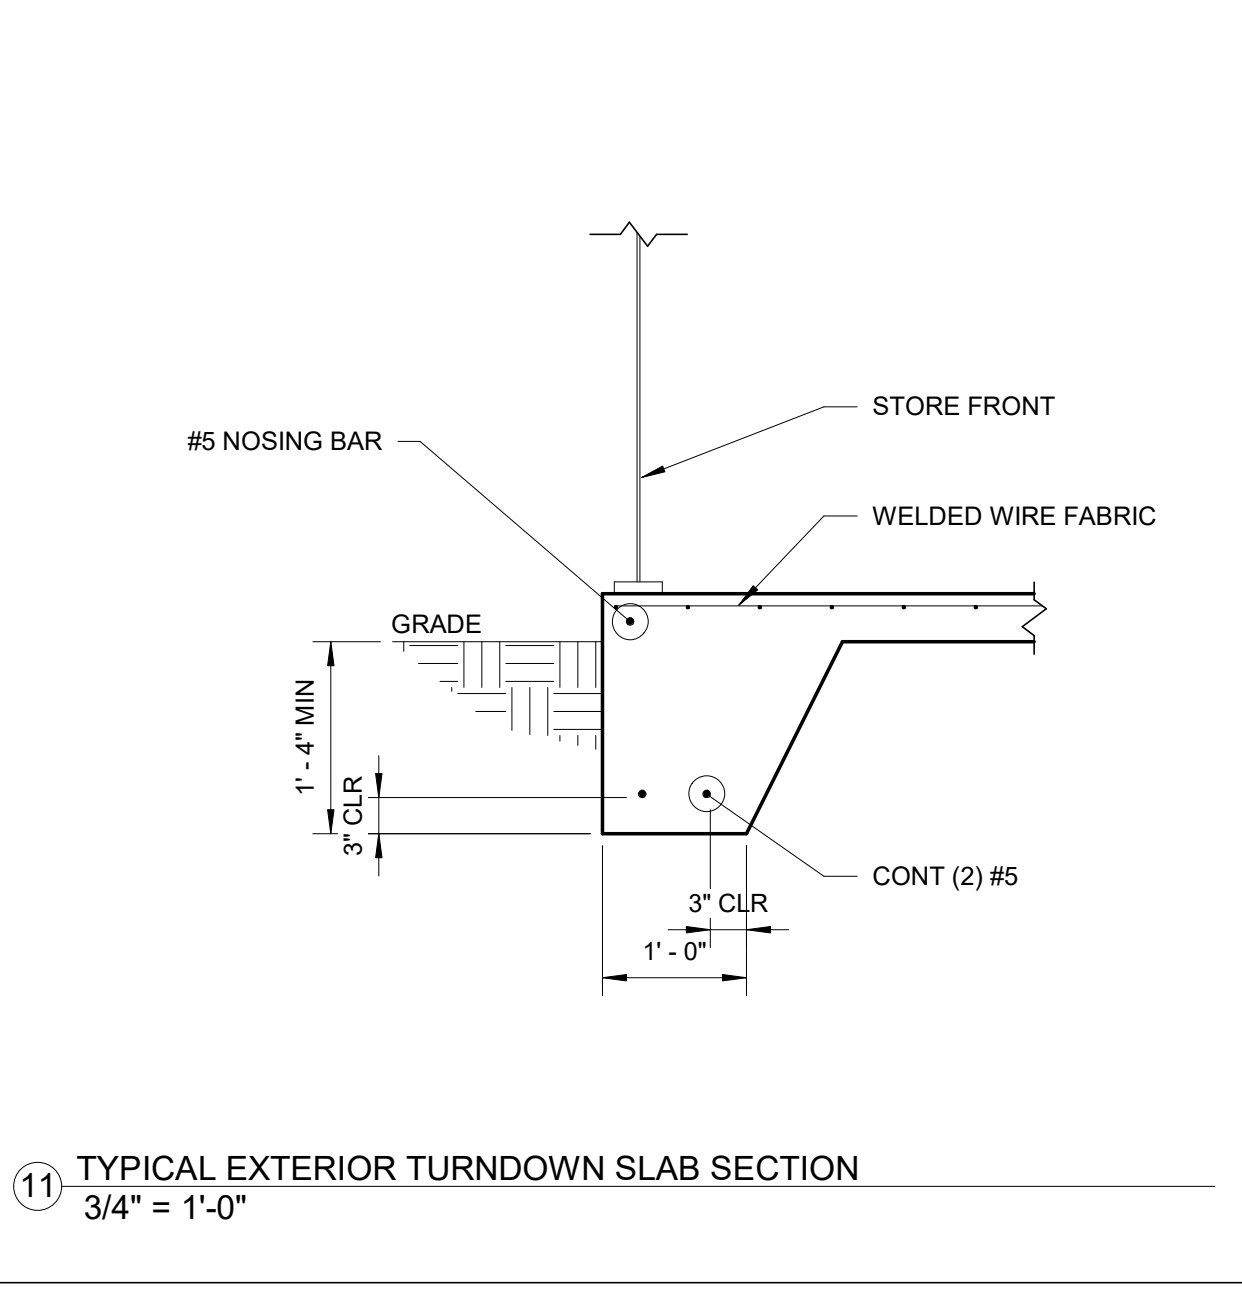 STORE FRONT
#5 NOSING BAR
WELDED WIRE FABRIC
GRADE
1' - 4" MIN
3" CLR
CONT (2) #5
3" CLR
1' - 0"
11
TYPICAL EXTERIOR TURNDOWN SLAB SECTION
3/4" = 1'-0"